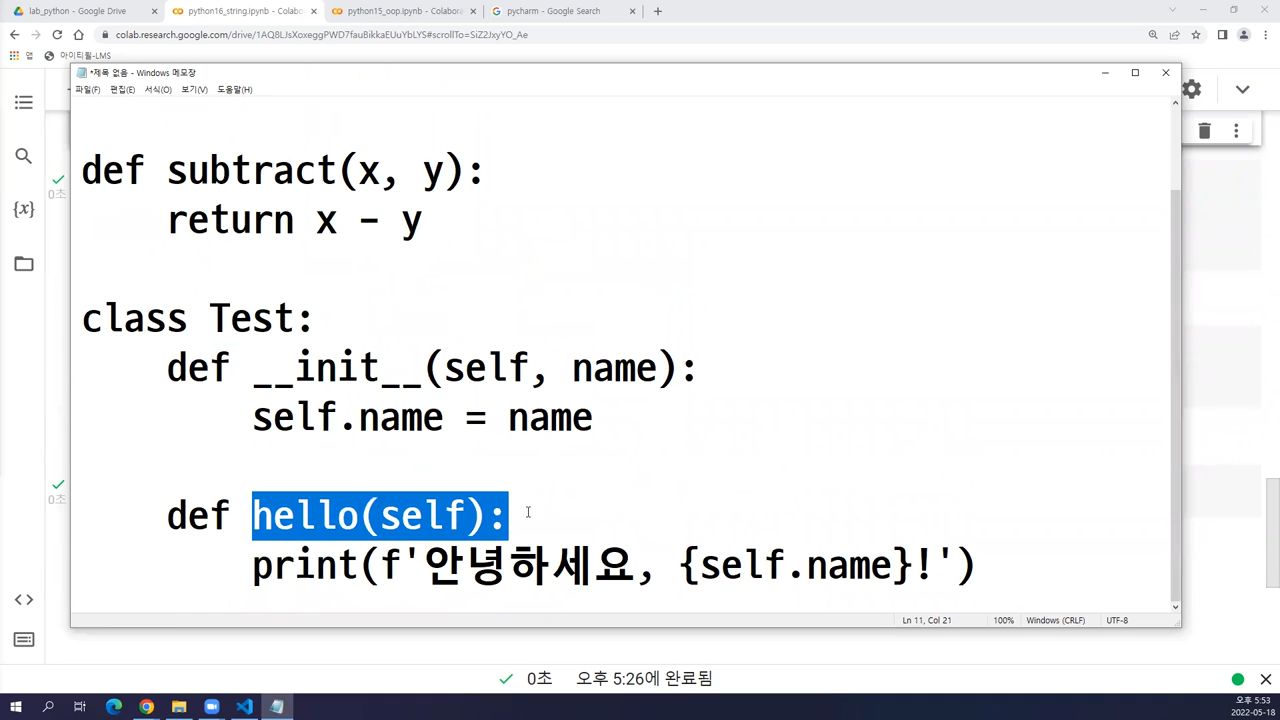 lab_python - Google Drive
python16_string.ipynb - Colabo
python15_oop.ipynb - Colabora
pycharm - Google Search
colab.research.google.com/drive/1AQ8LJsXoxeggPWD7fauBikkaEUuYbLYS#scrollTo=SiZ2JxyYO_Ae
앱
아이티윌-LMS
*제목 없음 - Windows 메모장
파일(F) 편집(E) 서식(O) 보기(V) 도움말(H)
def subtract(x, y):
return x - y
class Test:
def __init__(self, name):
self.name = name
def hello(self):
print(f'안녕하세요, {self.name}!')
0초
{x}
0초
Ln 11, Col 21
100%
Windows (CRLF)
UTF-8
0초 오후 5:26에 완료됨
오후 5:53
2022-05-18